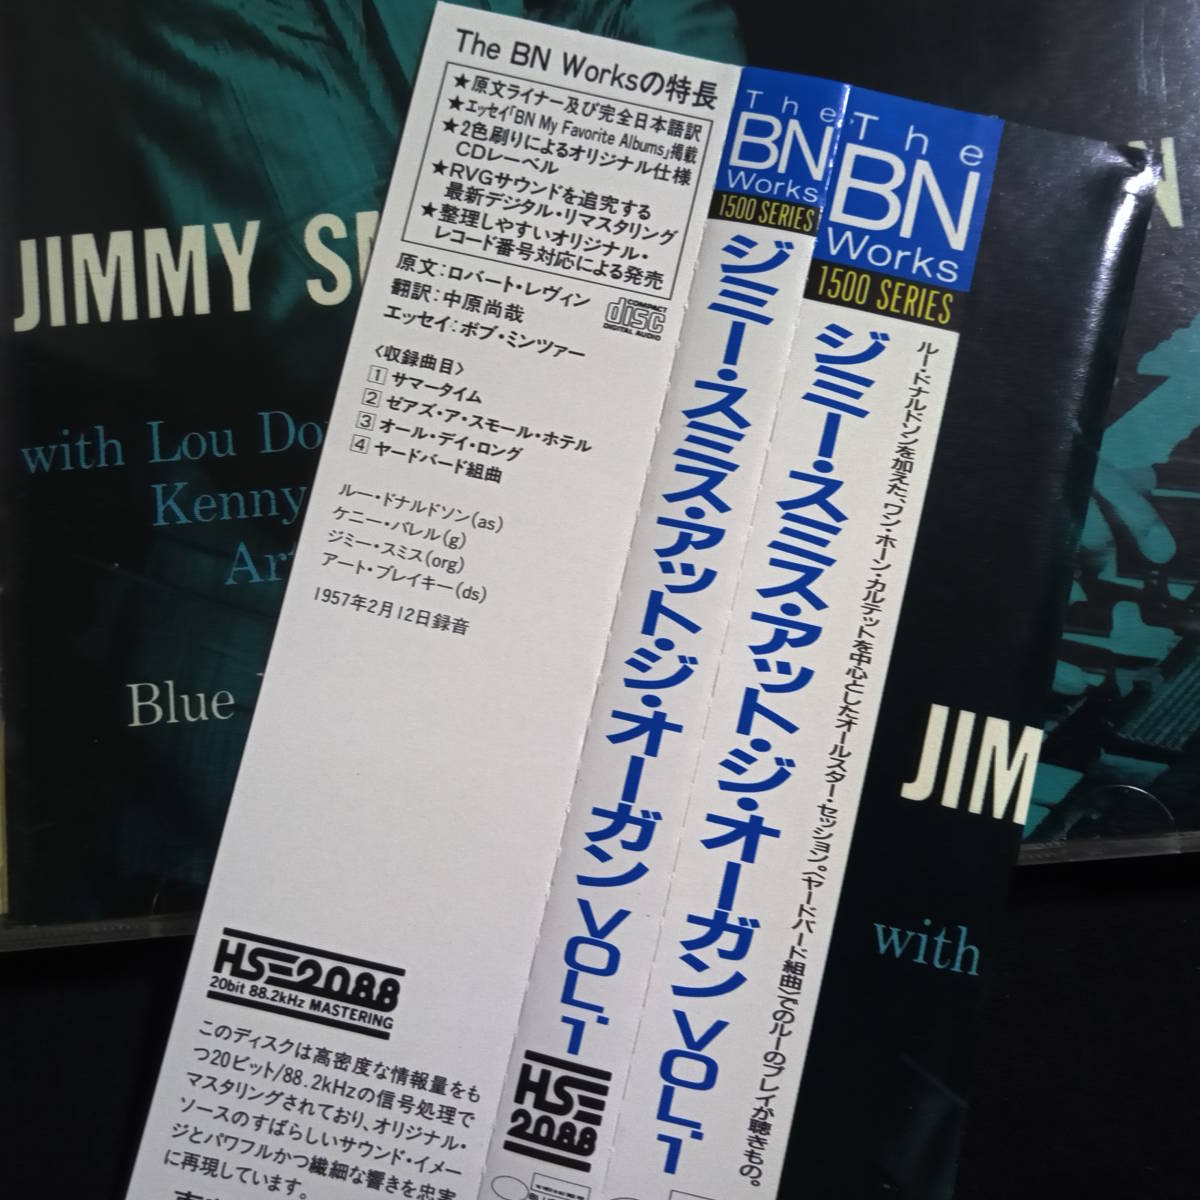 The BN Worksの特長
★原文ライナー及び完全日本語訳
★エッセイ「BN My Favorite Albums」掲載
★2色刷りによるオリジナル仕様
CDレーベル
★RVGサウンドを追究する
最新デジタル・リマスタリング
★整理しやすいオリジナル・
レコード番号対応による発売
原文：ロバート・レヴィン
翻訳：中原尚哉
エッセイ：ボブ・ミンツァー
COMPACT
disc
DIGITAL AUDIO
〈収録曲目〉
1 サマータイム
2 ゼアズ・ア・スモール・ホテル
3 オール・デイ・ロング
4 ヤードバード組曲
ルー・ドナルドソン(as)
ケニー・バレル(g)
ジミー・スミス(org)
アート・ブレイキー(ds)
1957年2月12日録音
HS2088
20bit 88.2kHz MASTERING
このディスクは高密度な情報量をも
つ20ビット/88.2kHzの信号処理で
マスタリングされており、オリジナル・
ソースのすばらしいサウンド・イメー
ジとパワフルかつ繊細な響きを忠実
に再現しています。
The
BN
Works
1500 SERIES
ジミー・スミス・アット・ジ・オーガン VOL.1
HS
2088
The
BN
Works
1500 SERIES
ジミー・スミス・アット・ジ・オーガン VOL.1
ルー・ドナルドソンを加えた、ワン・ホーン・カルテットを中心としたオールスター・セッション。〈ヤードバード組曲〉でのルーのプレイが聴きもの。
JIMMY
with Lou
Kenny
Blue
JIM
with